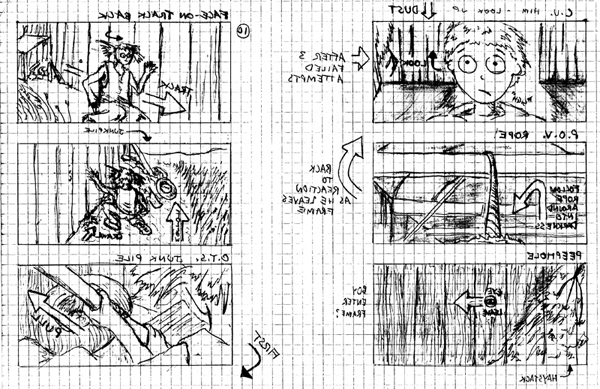 C.U. HIM - LOOK UP
DUST
LOOK
AFTER 3
FAILED
ATTEMPTS
P.O.V. ROPE!
FOLLOW
ROPE
AROUND
INTO
DARKNESS
BACK
TO
REACTION
AS HE LEAVES
FRAME
PEEPHOLE
EYE
LEAVE
BOY
ENTER
FRAME?
HAYSTACK
10
FACE-ON TRACK BACK
TRACK
JUNKPILE
O.T.S. JUNK PILE
PULL
FIRST